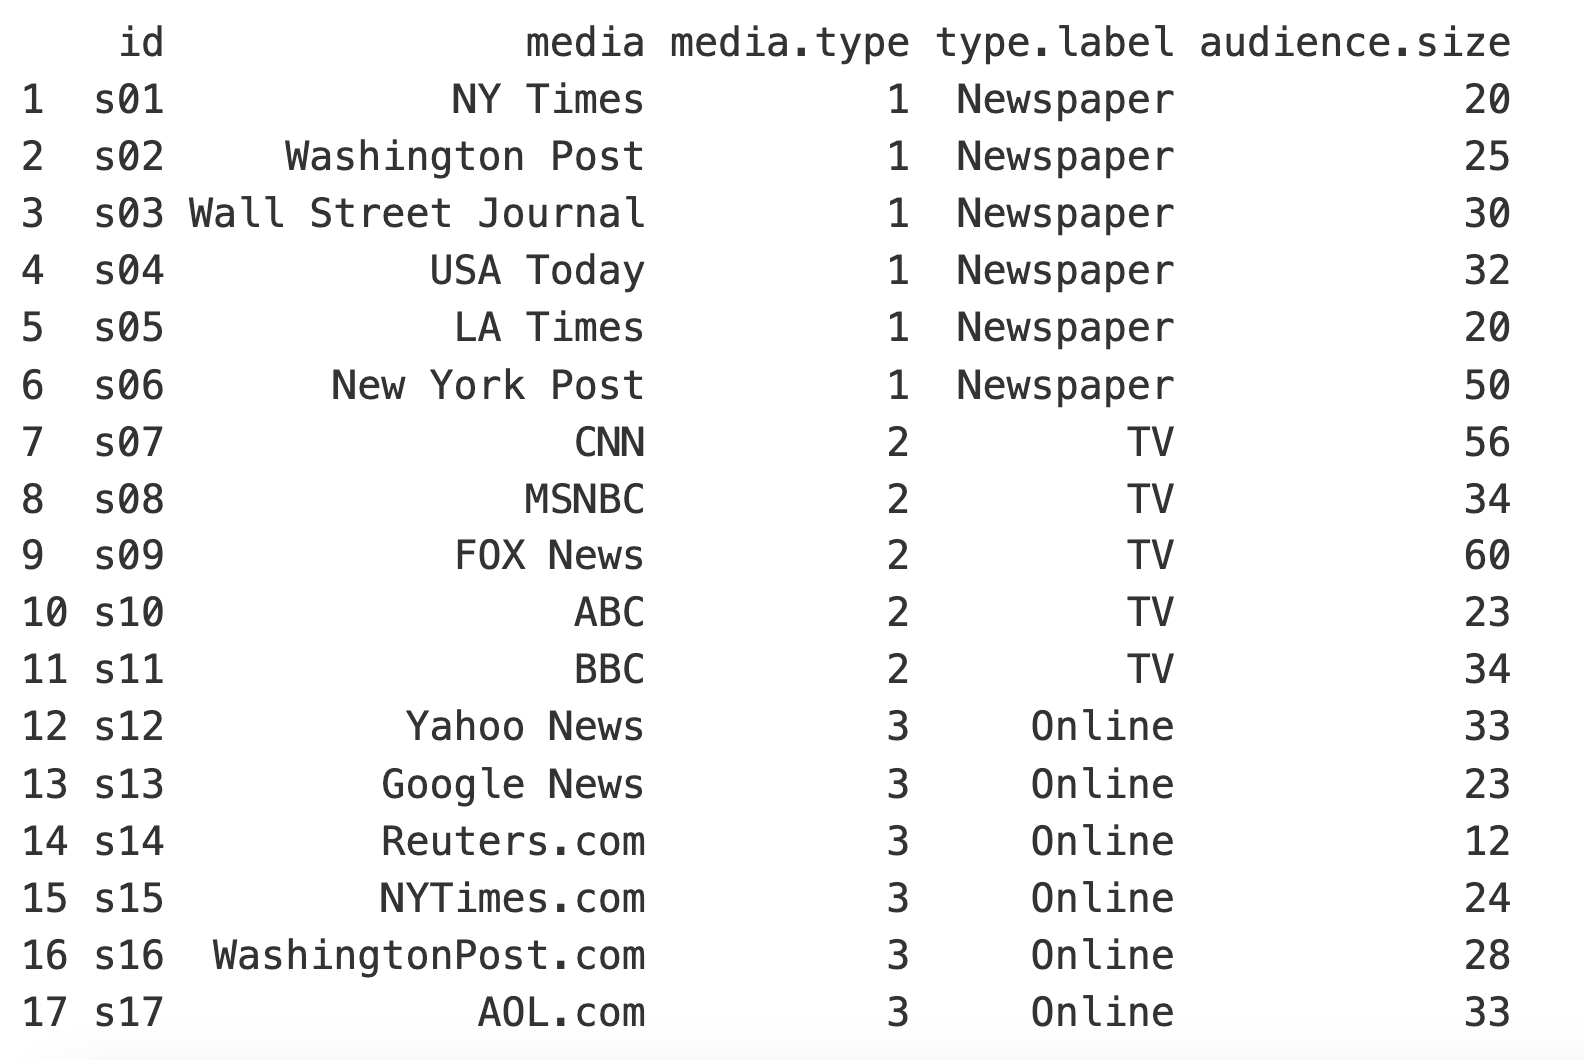 id media media.type type.label audience.size
1 s01 NY Times 1 Newspaper 20
2 s02 Washington Post 1 Newspaper 25
3 s03 Wall Street Journal 1 Newspaper 30
4 s04 USA Today 1 Newspaper 32
5 s05 LA Times 1 Newspaper 20
6 s06 New York Post 1 Newspaper 50
7 s07 CNN 2 TV 56
8 s08 MSNBC 2 TV 34
9 s09 FOX News 2 TV 60
10 s10 ABC 2 TV 23
11 s11 BBC 2 TV 34
12 s12 Yahoo News 3 Online 33
13 s13 Google News 3 Online 23
14 s14 Reuters.com 3 Online 12
15 s15 NYTimes.com 3 Online 24
16 s16 WashingtonPost.com 3 Online 28
17 s17 AOL.com 3 Online 33